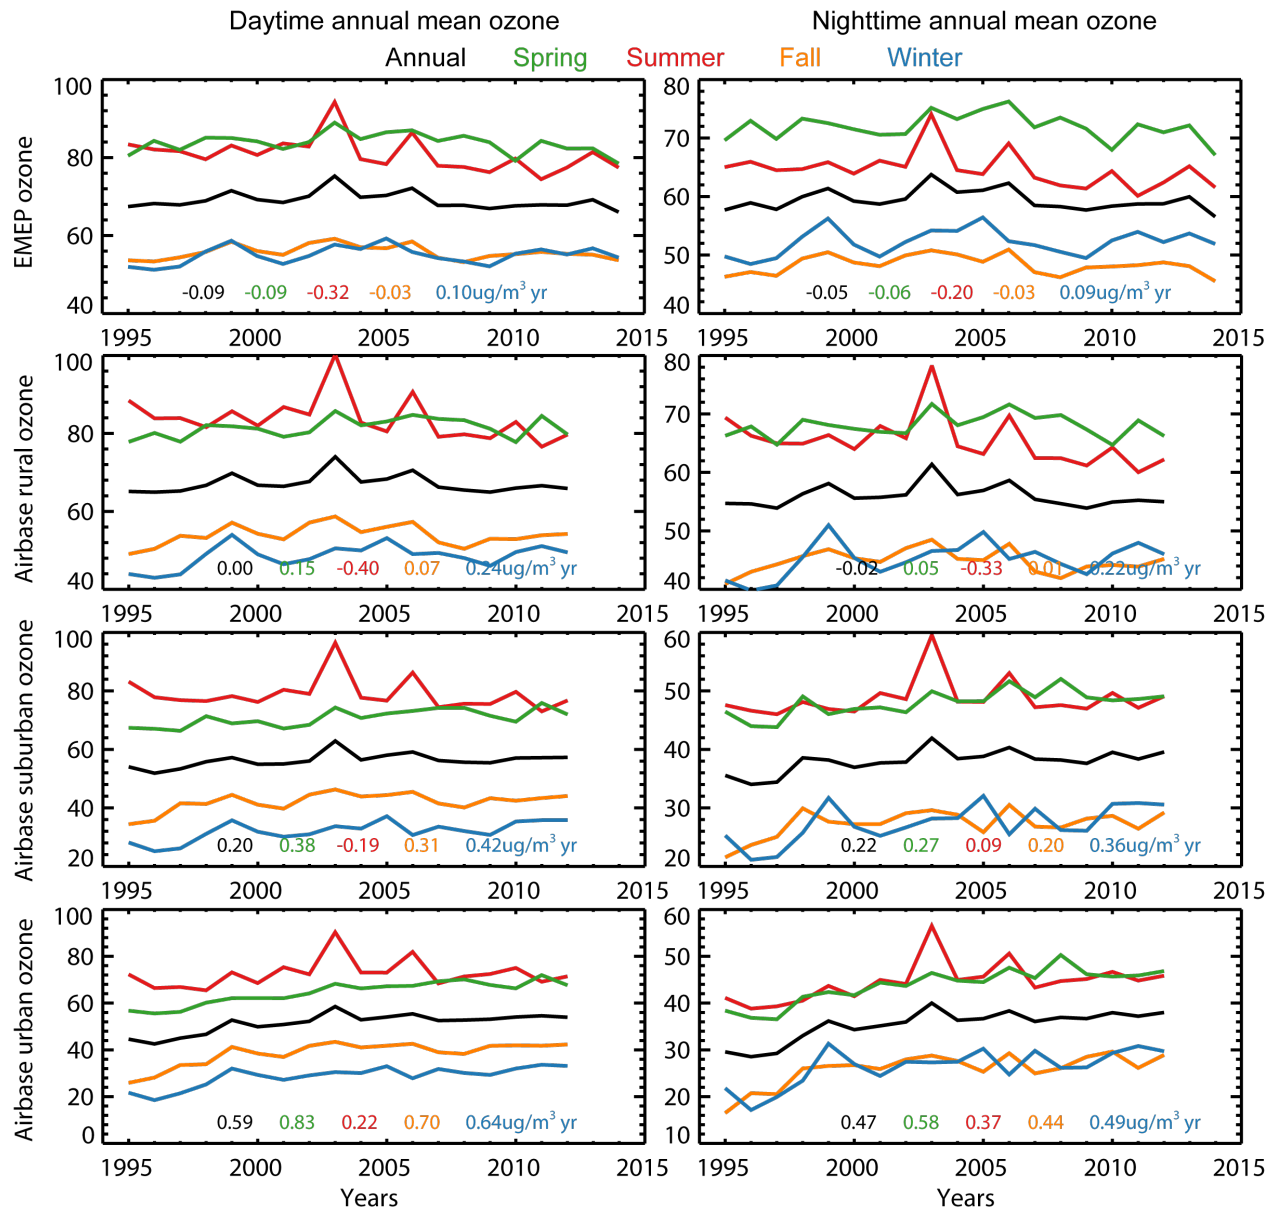 Daytime annual mean ozone
Nighttime annual mean ozone
Annual Spring Summer Fall Winter
EMEP ozone
100
80
60
40
-0.09 -0.09 -0.32 -0.03 0.10ug/m³ yr
1995 2000 2005 2010 2015
80
70
60
50
40
-0.05 -0.06 -0.20 -0.03 0.09ug/m³ yr
1995 2000 2005 2010 2015
Airbase rural ozone
100
80
60
40
0.00 0.15 -0.40 0.07 0.24ug/m³ yr
1995 2000 2005 2010 2015
80
70
60
50
40
-0.02 0.05 -0.33 0.01 0.22ug/m³ yr
1995 2000 2005 2010 2015
Airbase suburban ozone
100
80
60
40
20
0.20 0.38 -0.19 0.31 0.42ug/m³ yr
1995 2000 2005 2010 2015
60
50
40
30
20
0.22 0.27 0.09 0.20 0.36ug/m³ yr
1995 2000 2005 2010 2015
Airbase urban ozone
100
80
60
40
20
0
0.59 0.83 0.22 0.70 0.64ug/m³ yr
1995 2000 2005 2010 2015
Years
60
50
40
30
20
10
0.47 0.58 0.37 0.44 0.49ug/m³ yr
1995 2000 2005 2010 2015
Years